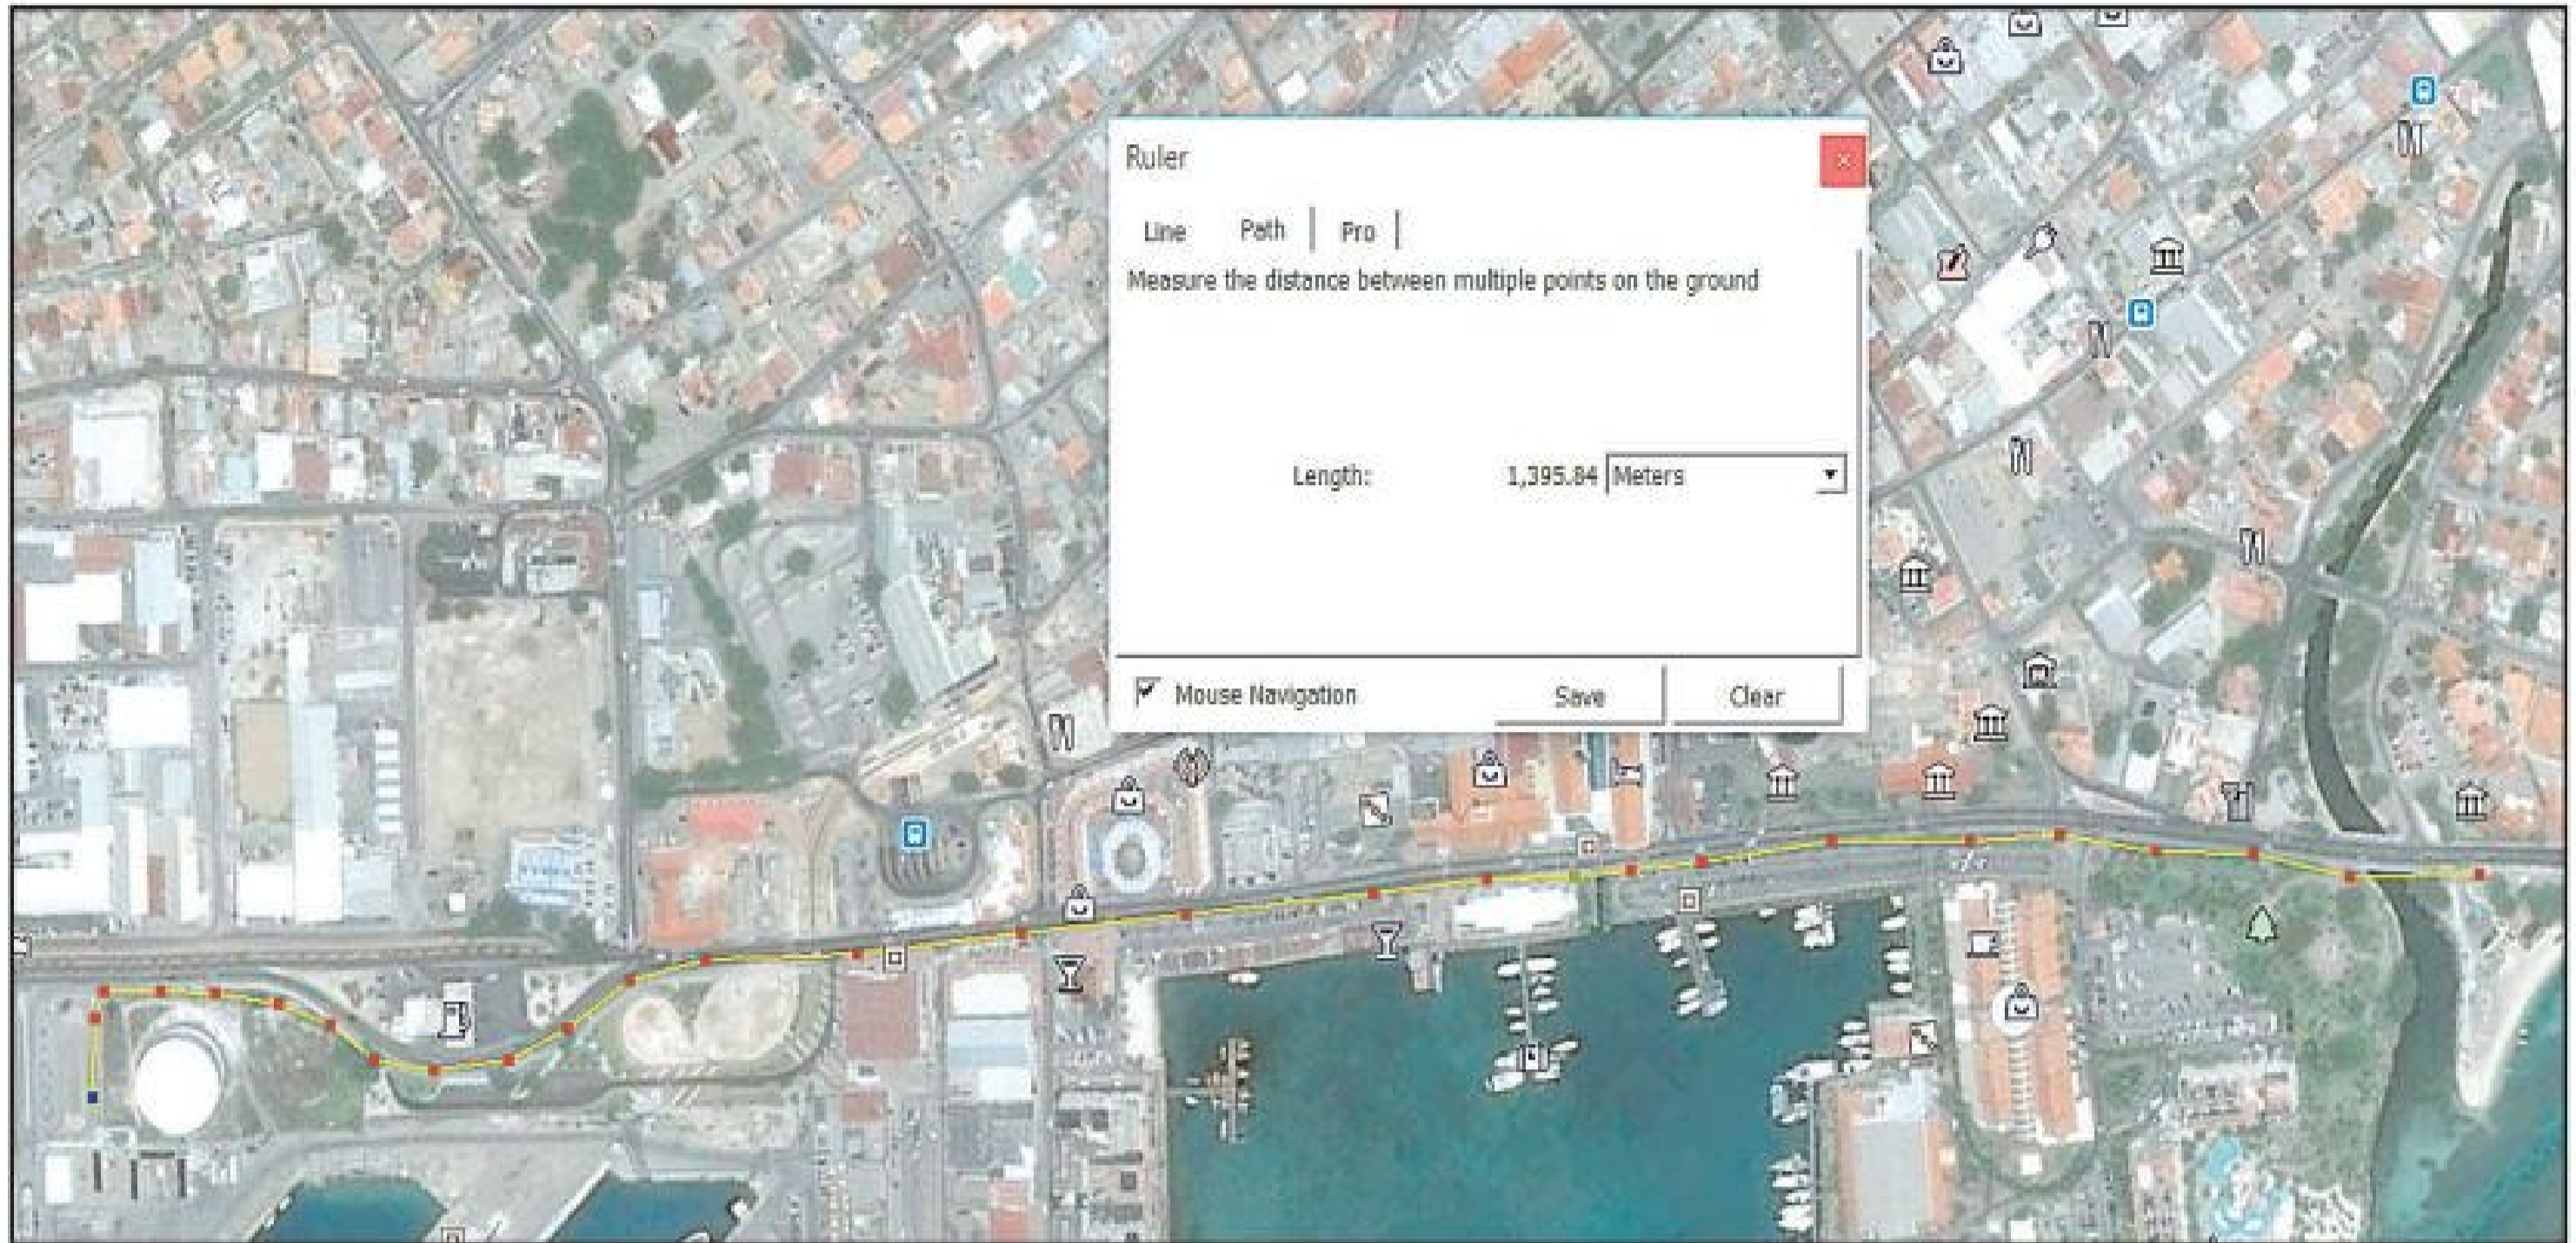 Ruler
Line Path Pro
Measure the distance between multiple points on the ground
Length: 1,395.84 Meters
Mouse Navigation Save Clear